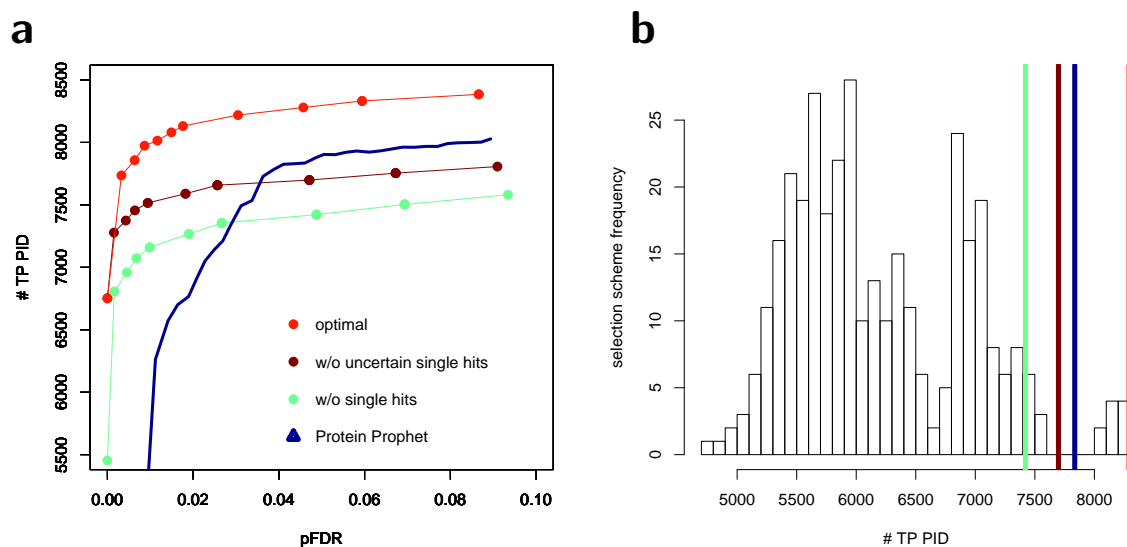 a
# TP PID
5500 6000 6500 7000 7500 8000 8500
optimal
w/o uncertain single hits
w/o single hits
Protein Prophet
0.00 0.02 0.04 0.06 0.08 0.10
pFDR
b
selection scheme frequency
0 5 10 15 20 25
5000 5500 6000 6500 7000 7500 8000
# TP PID